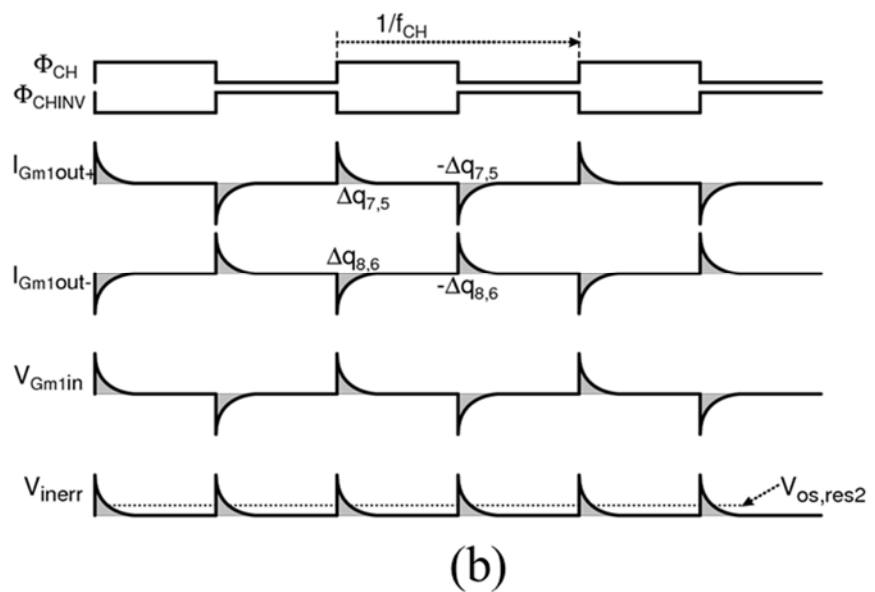 1/fCH
ΦCH
ΦCHINV
IGm1out+
-Δq7,5
Δq7,5
Δq8,6
IGm1out-
-Δq8,6
VGm1in
Vinerr
Vos,res2
(b)